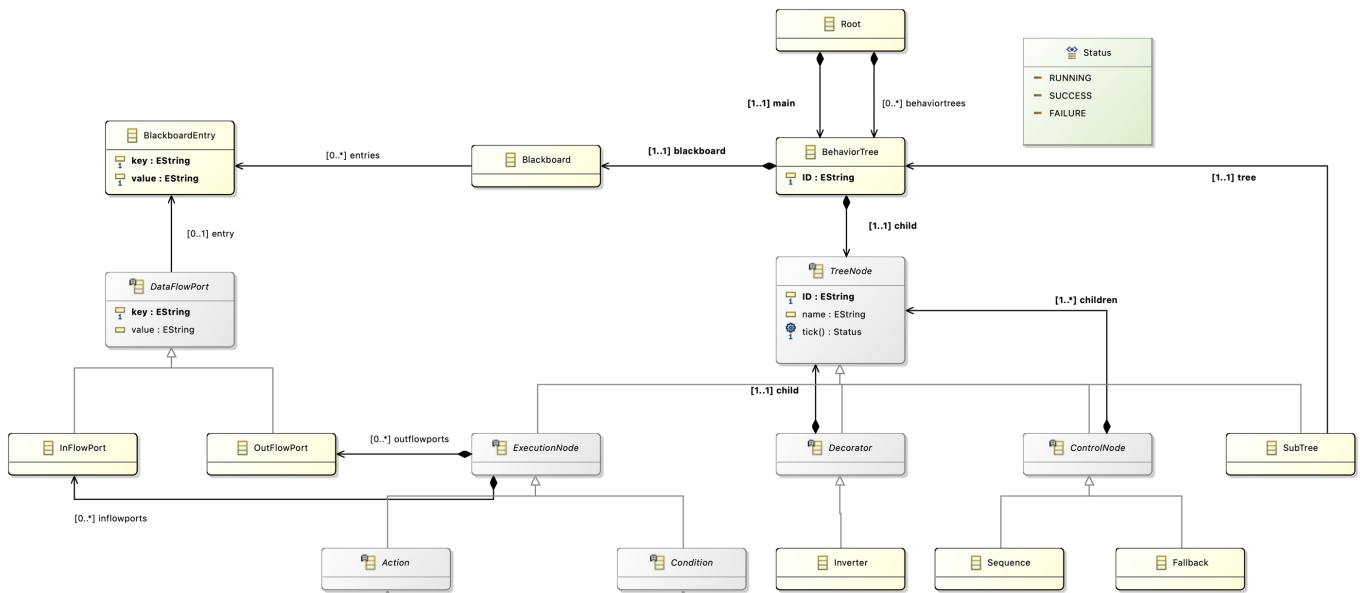 Root
Status
RUNNING
SUCCESS
FAILURE
[1..1] main
[0..*] behaviortrees
BlackboardEntry
key : EString
value : EString
[0..*] entries
Blackboard
[1..1] blackboard
BehaviorTree
ID : EString
[1..1] tree
[0..1] entry
[1..1] child
DataFlowPort
key : EString
value : EString
TreeNode
ID : EString
name : EString
tick() : Status
[1..*] children
[1..1] child
InFlowPort
OutFlowPort
[0..*] outflowports
ExecutionNode
Decorator
ControlNode
SubTree
[0..*] inflowports
Action
Condition
Inverter
Sequence
Fallback